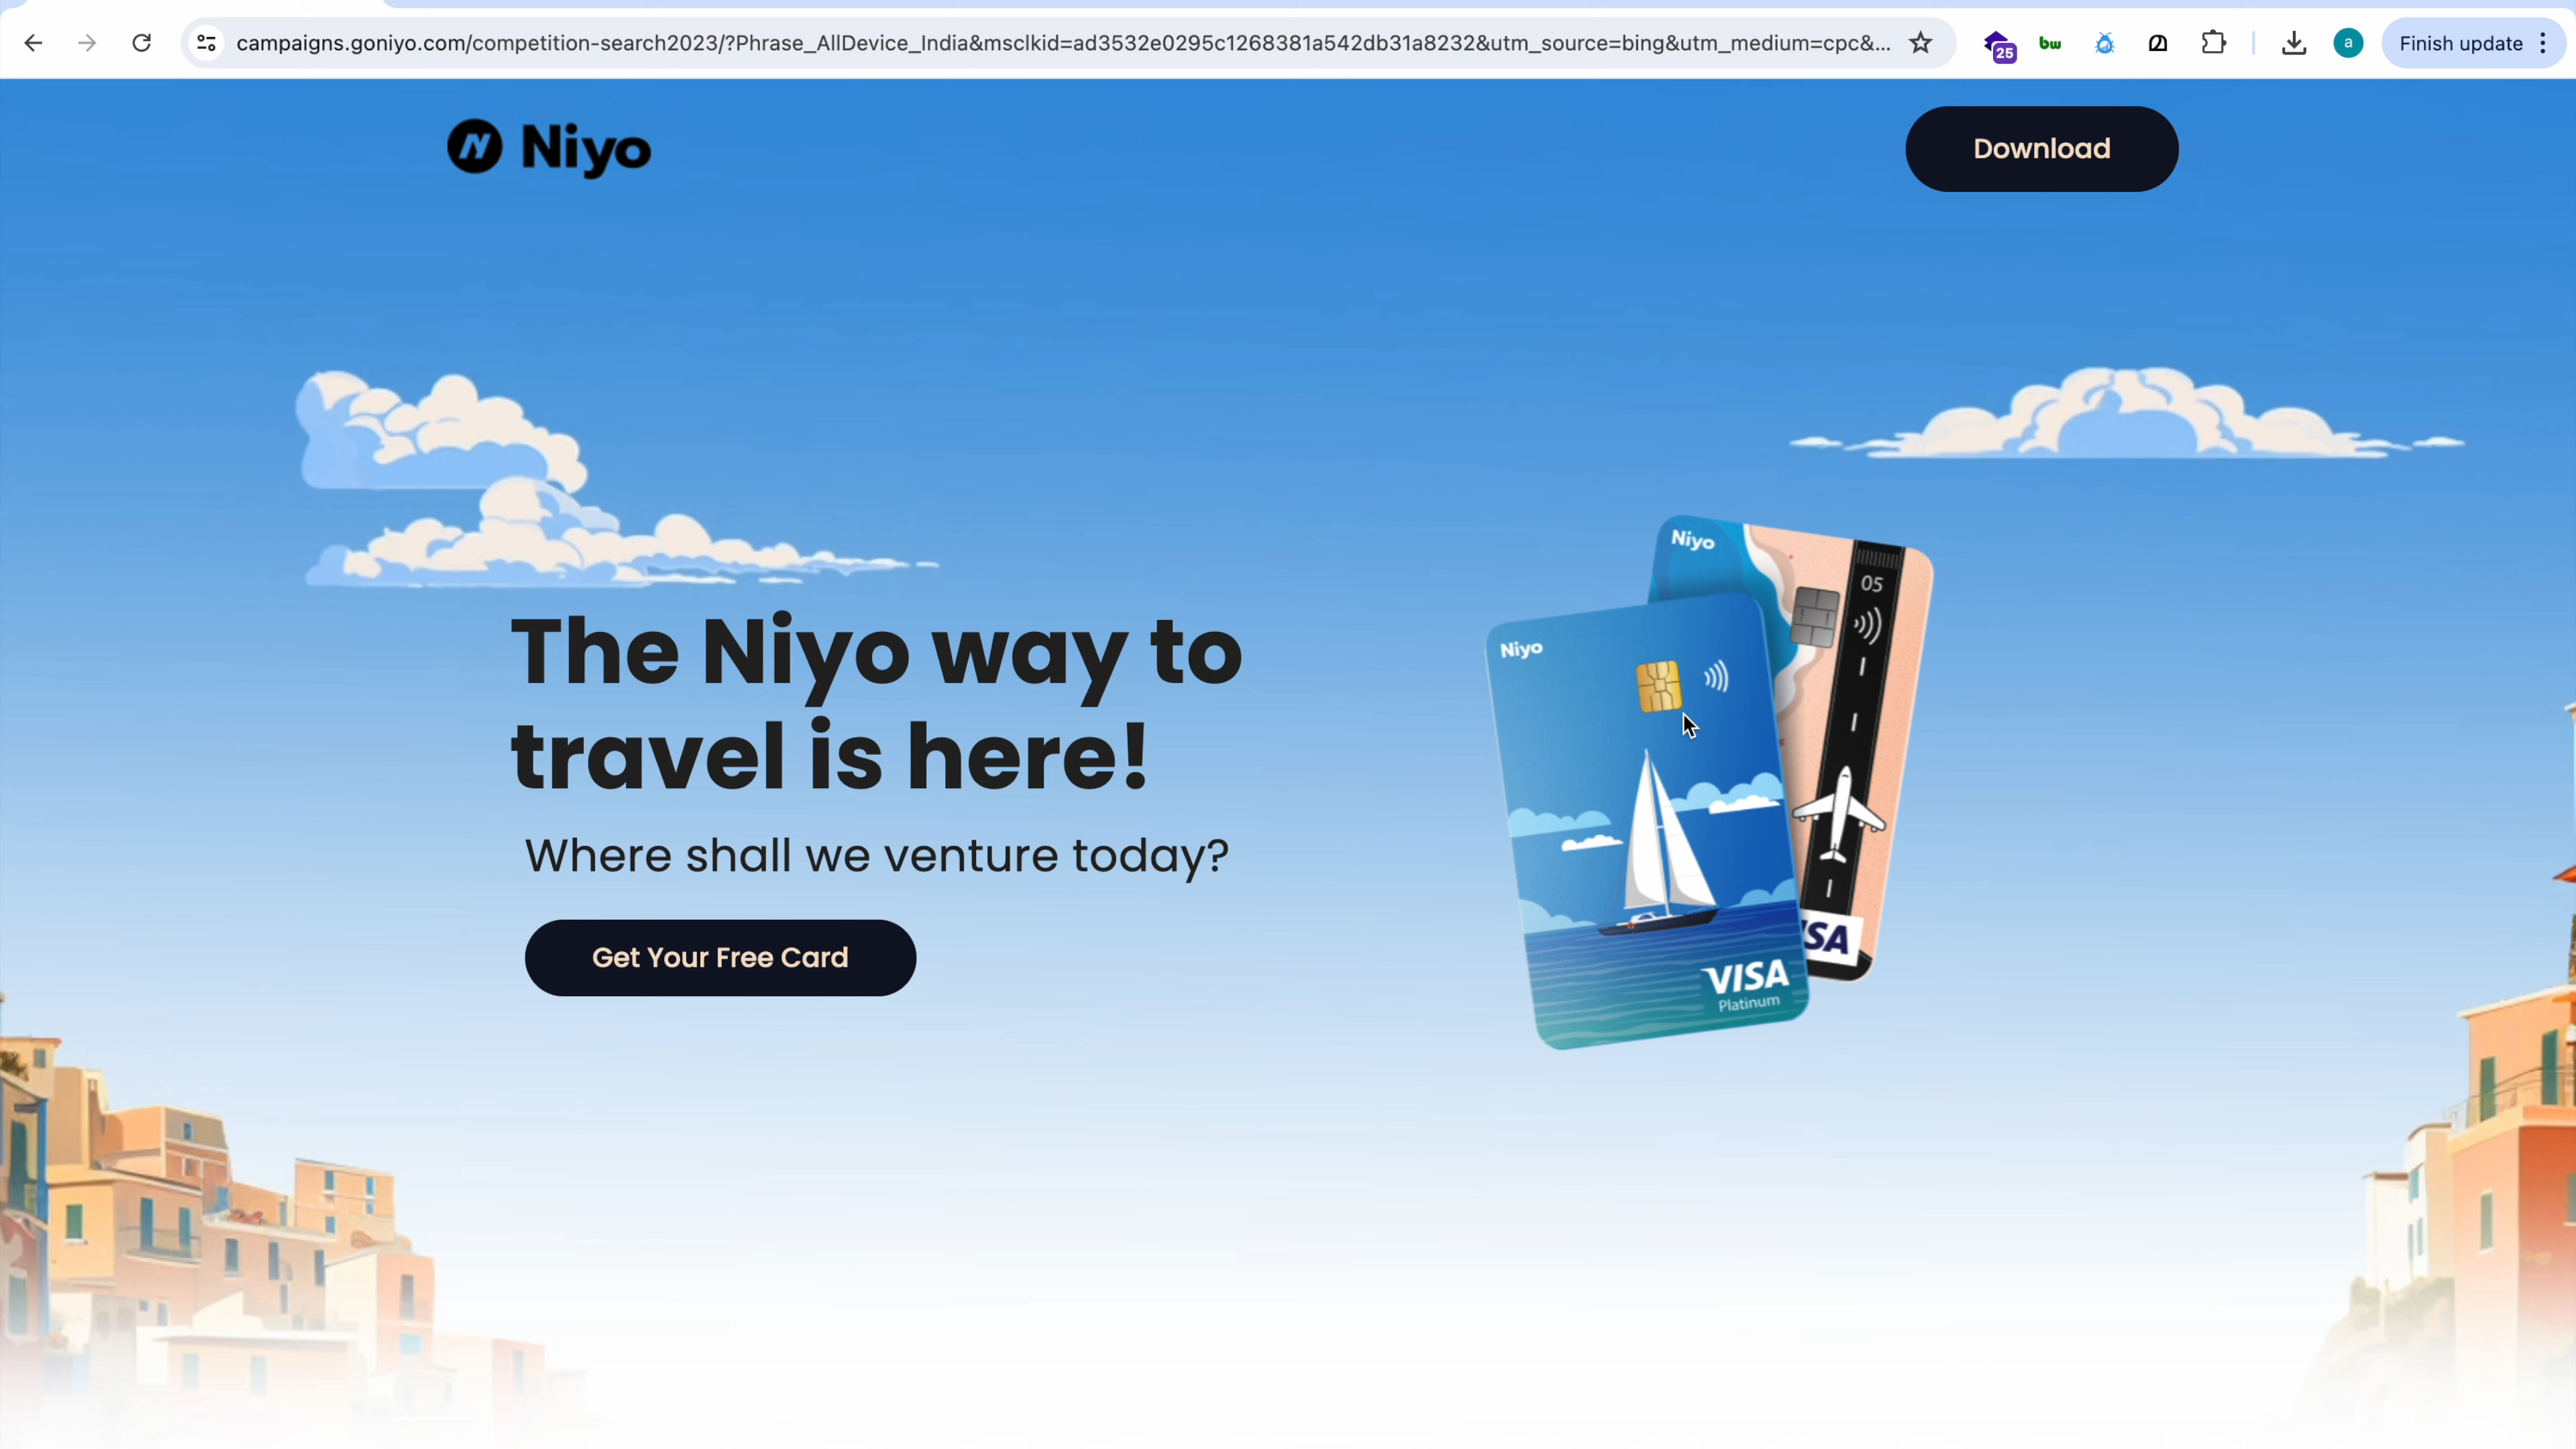 campaigns.goniyo.com/competition-search2023/?Phrase_AllDevice_India&msclkid=ad3532e0295c1268381a542db31a8232&utm_source=bing&utm_medium=cpc&...
25
bw
a
Finish update
Niyo
Download
Niyo
05
Niyo
The Niyo way to
travel is here!
Where shall we venture today?
Get Your Free Card
SA
VISA
Platinum